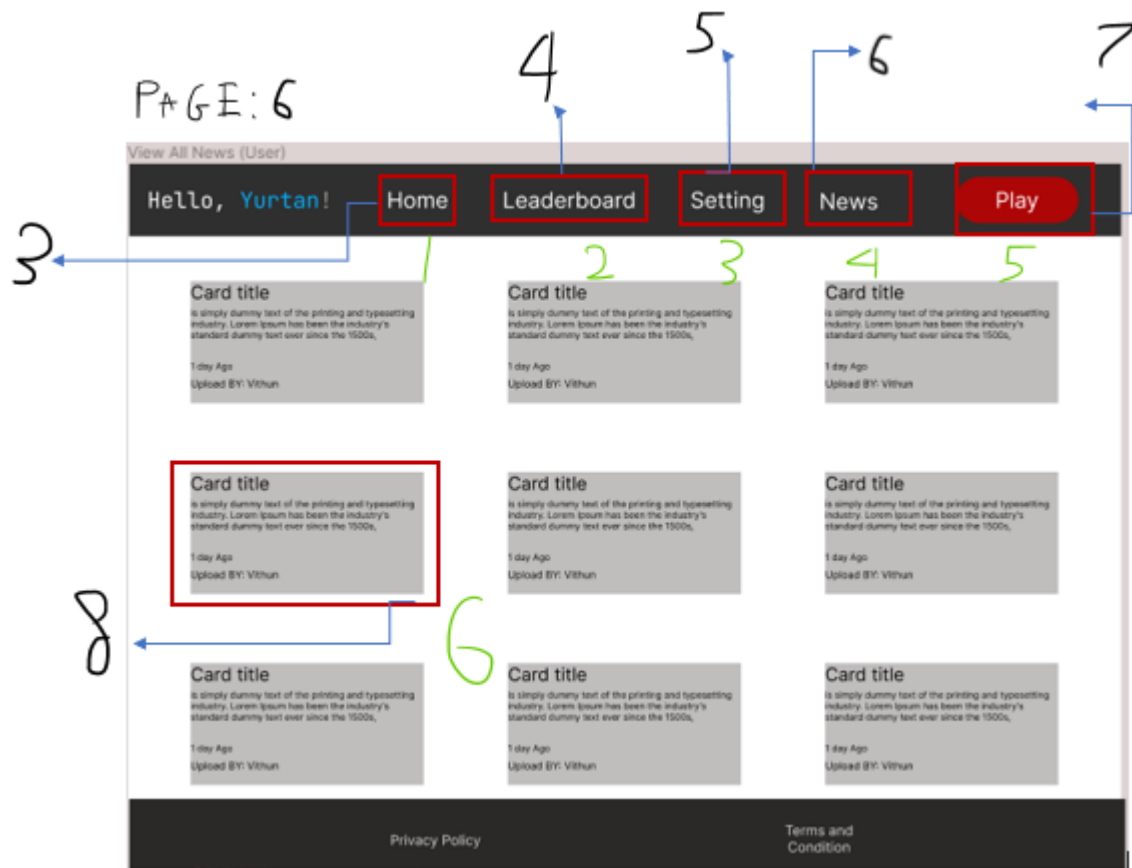 4 5 6 7
PAGE: 6
View All News (User)
Hello, Yurtan! Home Leaderboard Setting News Play
3
1 2 3 4 5
Card title Card title Card title
is simply dummy text of the printing and typesetting is simply dummy text of the printing and typesetting is simply dummy text of the printing and typesetting
industry. Lorem Ipsum has been the industry's industry. Lorem Ipsum has been the industry's industry. Lorem Ipsum has been the industry's
standard dummy text ever since the 1500s, standard dummy text ever since the 1500s, standard dummy text ever since the 1500s,
1 day Ago 1 day Ago 1 day Ago
Upload BY: Vithun Upload BY: Vithun Upload BY: Vithun
Card title Card title Card title
is simply dummy text of the printing and typesetting is simply dummy text of the printing and typesetting is simply dummy text of the printing and typesetting
industry. Lorem Ipsum has been the industry's industry. Lorem Ipsum has been the industry's industry. Lorem Ipsum has been the industry's
standard dummy text ever since the 1500s, standard dummy text ever since the 1500s, standard dummy text ever since the 1500s,
1 day Ago 1 day Ago 1 day Ago
Upload BY: Vithun Upload BY: Vithun Upload BY: Vithun
8 6
Card title Card title Card title
is simply dummy text of the printing and typesetting is simply dummy text of the printing and typesetting is simply dummy text of the printing and typesetting
industry. Lorem Ipsum has been the industry's industry. Lorem Ipsum has been the industry's industry. Lorem Ipsum has been the industry's
standard dummy text ever since the 1500s, standard dummy text ever since the 1500s, standard dummy text ever since the 1500s,
1 day Ago 1 day Ago 1 day Ago
Upload BY: Vithun Upload BY: Vithun Upload BY: Vithun
Privacy Policy Terms and
Condition